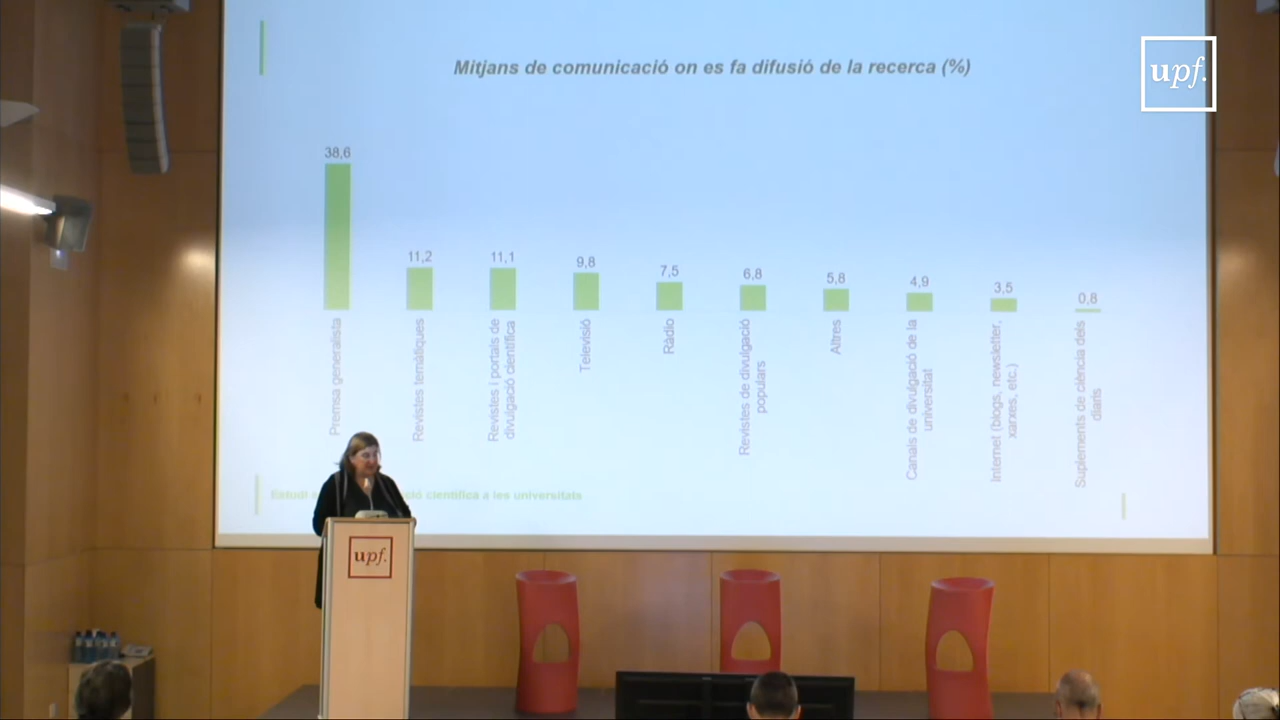 upf.
Mitjans de comunicació on es fa difusió de la recerca (%)
38,6
11,2
11,1
9,8
7,5
6,8
5,8
4,9
3,5
0,8
Premsa generalista
Revistes temàtiques
Revistes i portals de
divulgació científica
Televisió
Ràdio
Revistes de divulgació
populars
Altres
Canals de divulgació de la
universitat
Internet (blogs, newsletter,
xarxes, etc.)
Suplements de ciència dels
diaris
Estudi científica a les universitats
upf.